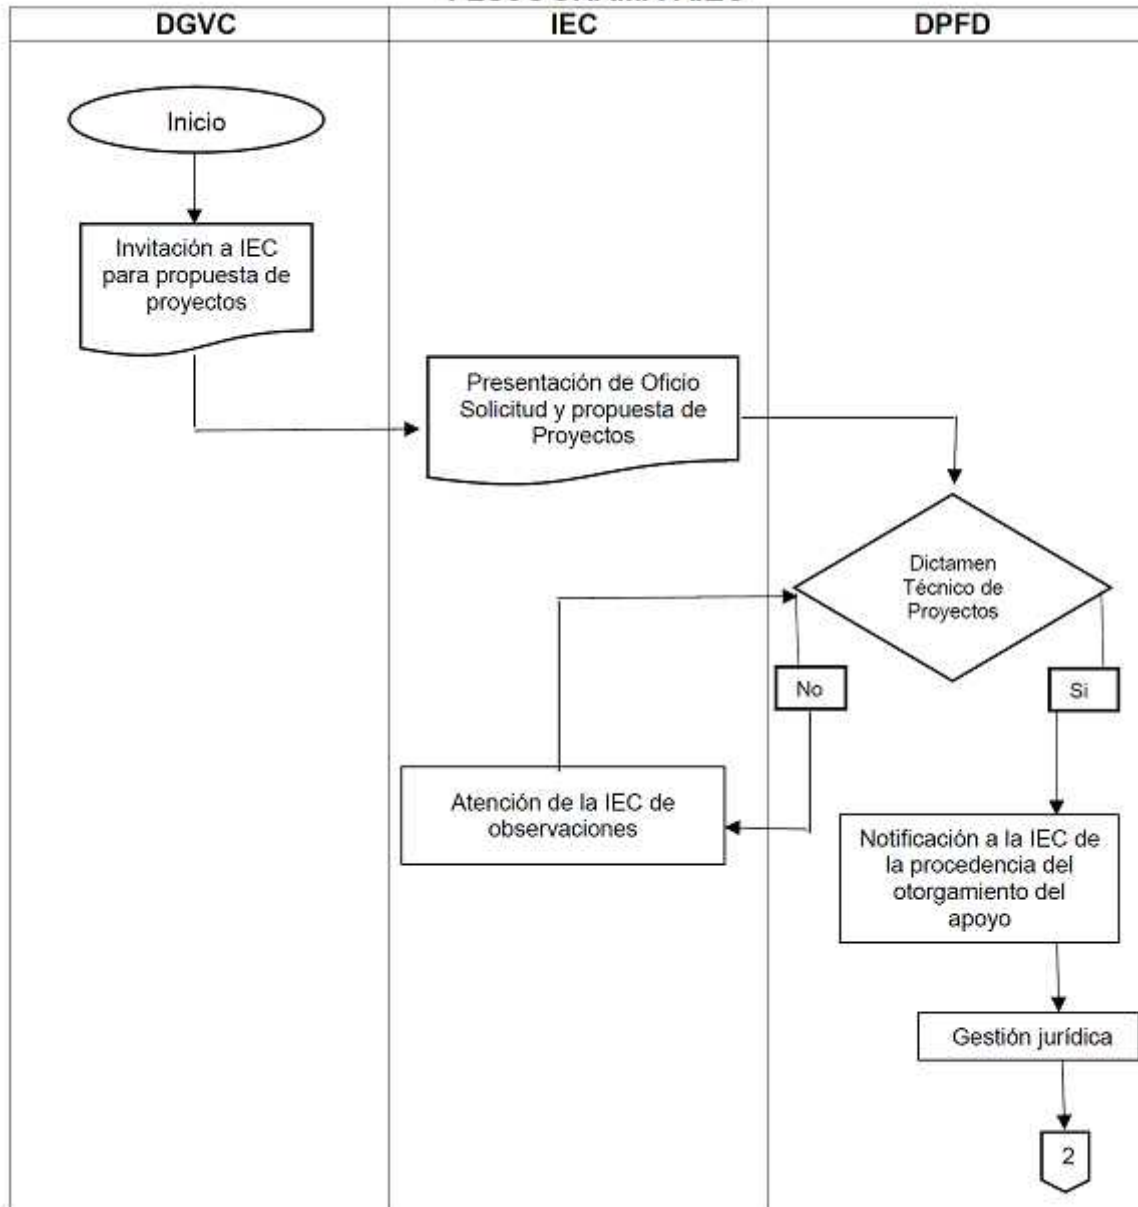 DGVC
IEC
DPFD
Inicio
Invitación a IEC
para propuesta de
proyectos
Presentación de Oficio
Solicitud y propuesta de
Proyectos
Dictamen
Técnico de
Proyectos
No
Si
Atención de la IEC de
observaciones
Notificación a la IEC de
la procedencia del
otorgamiento del
apoyo
Gestión jurídica
2